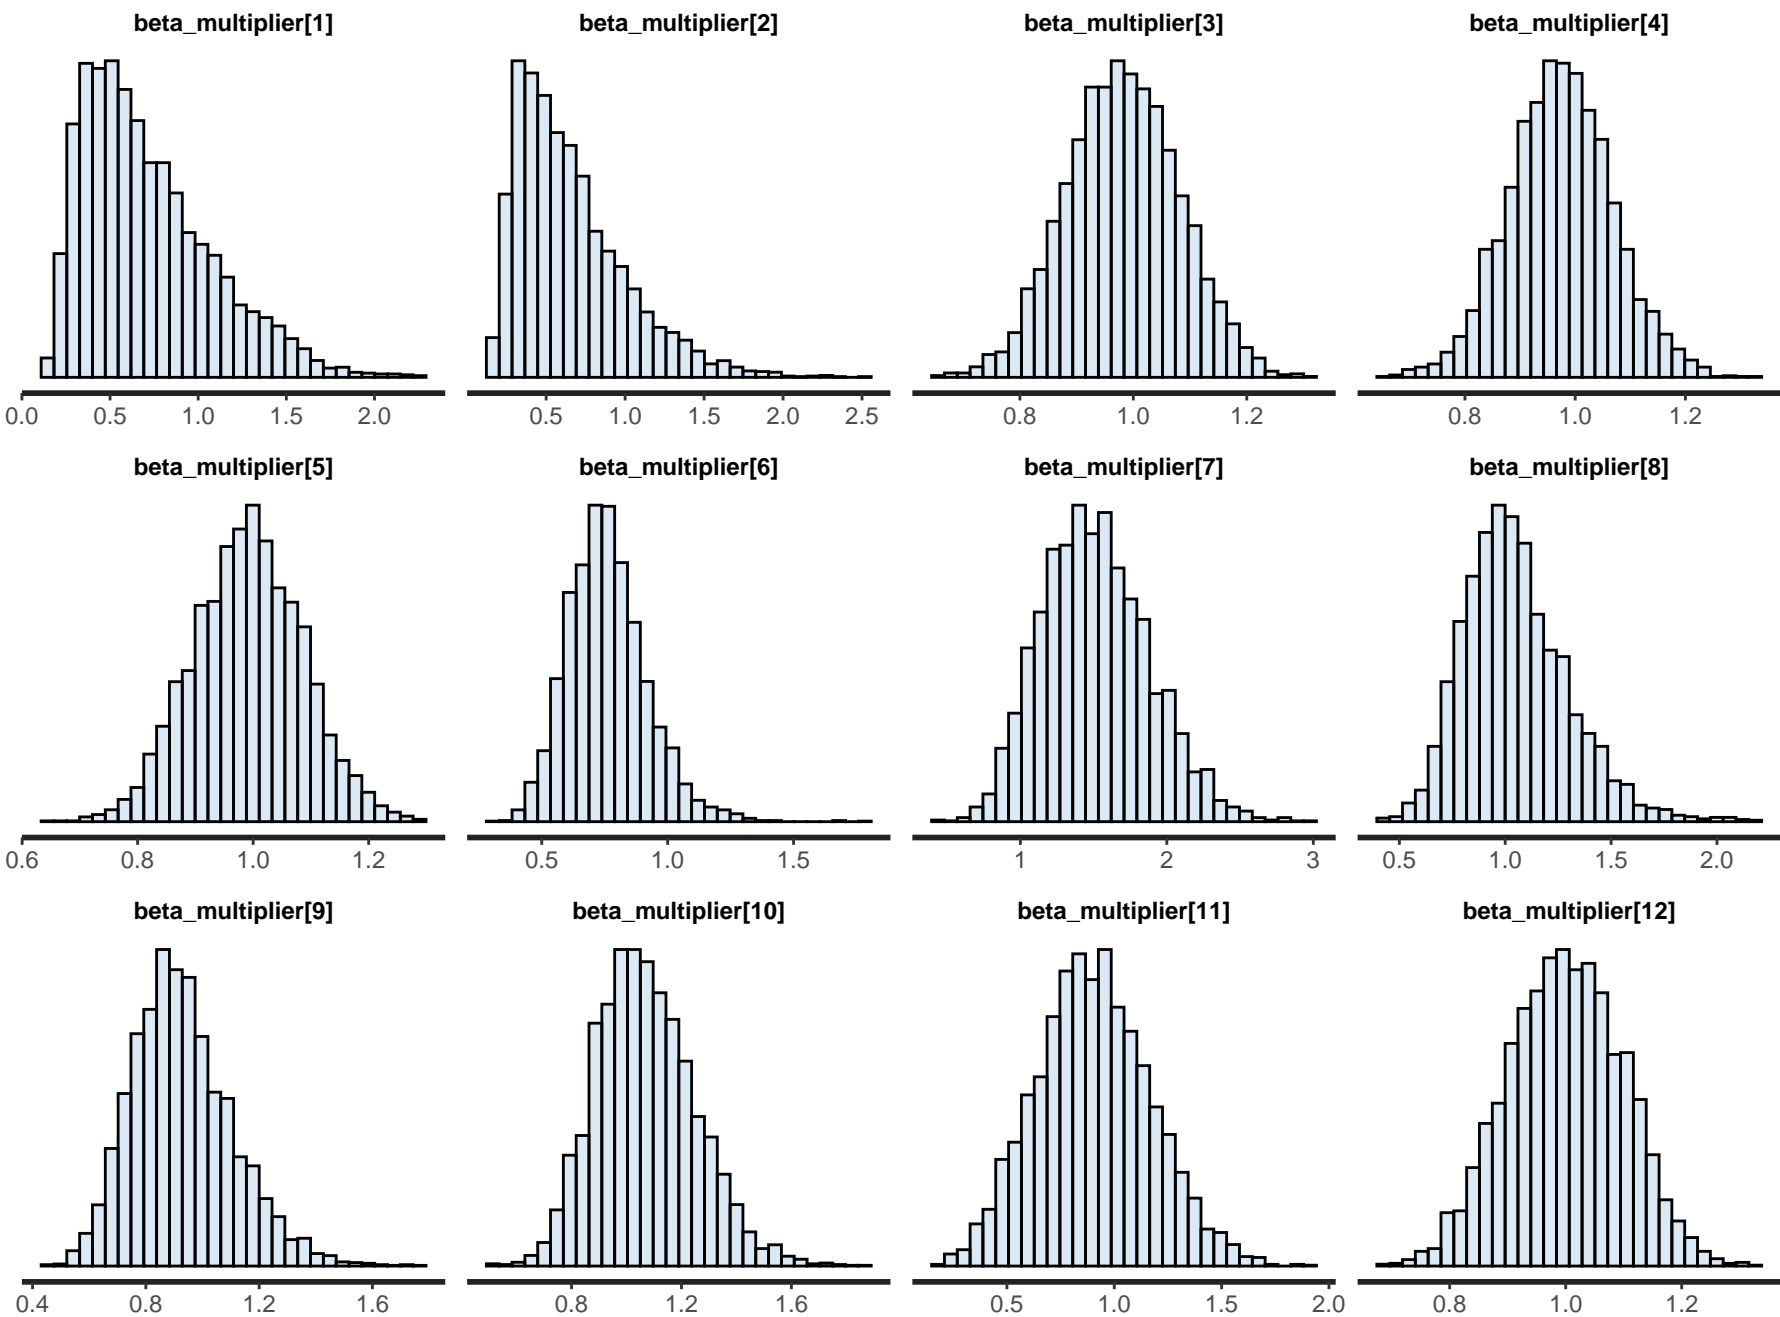 beta_multiplier[1] beta_multiplier[2] beta_multiplier[3] beta_multiplier[4]
0.0 0.5 1.0 1.5 2.0 0.5 1.0 1.5 2.0 2.5 0.8 1.0 1.2 0.8 1.0 1.2
beta_multiplier[5] beta_multiplier[6] beta_multiplier[7] beta_multiplier[8]
0.6 0.8 1.0 1.2 0.5 1.0 1.5 1 2 3 0.5 1.0 1.5 2.0
beta_multiplier[9] beta_multiplier[10] beta_multiplier[11] beta_multiplier[12]
0.4 0.8 1.2 1.6 0.8 1.2 1.6 0.5 1.0 1.5 2.0 0.8 1.0 1.2